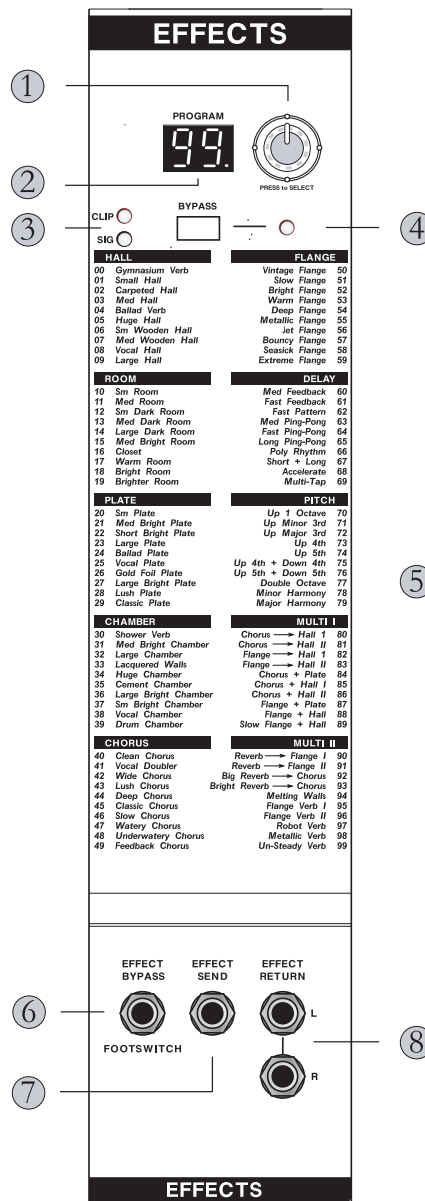 EFFECTS
1
PROGRAM
99.
PRESS to SELECT
2
BYPASS
3
CLIP
SIG
4
HALL
00 Gymnasium Verb
01 Small Hall
02 Carpeted Hall
03 Med Hall
04 Ballad Verb
05 Huge Hall
06 Sm Wooden Hall
07 Med Wooden Hall
08 Vocal Hall
09 Large Hall
FLANGE
Vintage Flange 50
Slow Flange 51
Bright Flange 52
Warm Flange 53
Deep Flange 54
Metallic Flange 55
Jet Flange 56
Bouncy Flange 57
Seasick Flange 58
Extreme Flange 59
ROOM
10 Sm Room
11 Med Room
12 Sm Dark Room
13 Med Dark Room
14 Large Dark Room
15 Med Bright Room
16 Closet
17 Warm Room
18 Bright Room
19 Brighter Room
DELAY
Med Feedback 60
Fast Feedback 61
Fast Pattern 62
Med Ping-Pong 63
Fast Ping-Pong 64
Long Ping-Pong 65
Poly Rhythm 66
Short + Long 67
Accelerate 68
Multi-Tap 69
PLATE
20 Sm Plate
21 Med Bright Plate
22 Short Bright Plate
23 Large Plate
24 Ballad Plate
25 Vocal Plate
26 Gold Foil Plate
27 Large Bright Plate
28 Lush Plate
29 Classic Plate
PITCH
Up 1 Octave 70
Up Minor 3rd 71
Up Major 3rd 72
Up 4th 73
Up 5th 74
Up 4th + Down 4th 75
Up 5th + Down 5th 76
Double Octave 77
Minor Harmony 78
Major Harmony 79
5
CHAMBER
30 Shower Verb
31 Med Bright Chamber
32 Large Chamber
33 Lacquered Walls
34 Huge Chamber
35 Cement Chamber
36 Large Bright Chamber
37 Sm Bright Chamber
38 Vocal Chamber
39 Drum Chamber
MULTI I
Chorus → Hall 1 80
Chorus → Hall II 81
Flange → Hall 1 82
Flange → Hall II 83
Chorus + Plate 84
Chorus + Hall I 85
Chorus + Hall II 86
Flange + Plate 87
Flange + Hall 88
Slow Flange + Hall 89
CHORUS
40 Clean Chorus
41 Vocal Doubler
42 Wide Chorus
43 Lush Chorus
44 Deep Chorus
45 Classic Chorus
46 Slow Chorus
47 Watery Chorus
48 Underwatery Chorus
49 Feedback Chorus
MULTI II
Reverb → Flange I 90
Reverb → Flange II 91
Big Reverb → Chorus 92
Bright Reverb → Chorus 93
Melting Walls 94
Flange Verb I 95
Flange Verb II 96
Robot Verb 97
Metallic Verb 98
Un-Steady Verb 99
EFFECT
BYPASS
EFFECT
SEND
EFFECT
RETURN
6
L
FOOTSWITCH
8
7
R
EFFECTS